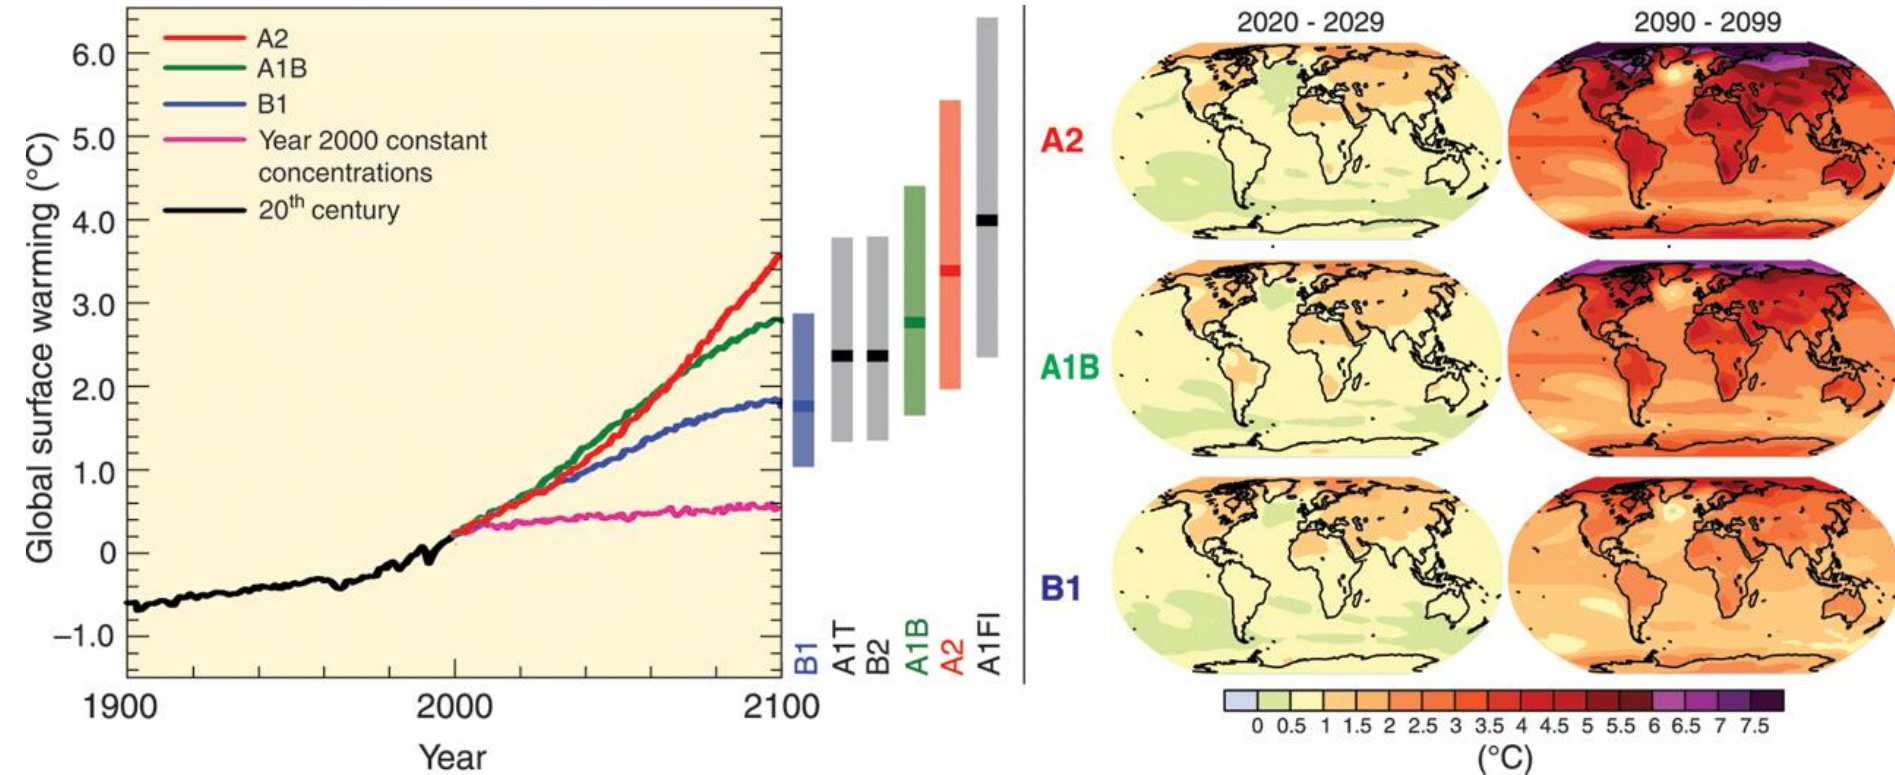 A2
A1B
B1
Year 2000 constant
concentrations
20th century
Global surface warming (°C)
6.0
5.0
4.0
3.0
2.0
1.0
0
–1.0
1900 2000 2100
Year
B1 A1T B2 A1B A2 A1FI
2020 - 2029 2090 - 2099
A2
A1B
B1
0 0.5 1 1.5 2 2.5 3 3.5 4 4.5 5 5.5 6 6.5 7 7.5
(°C)